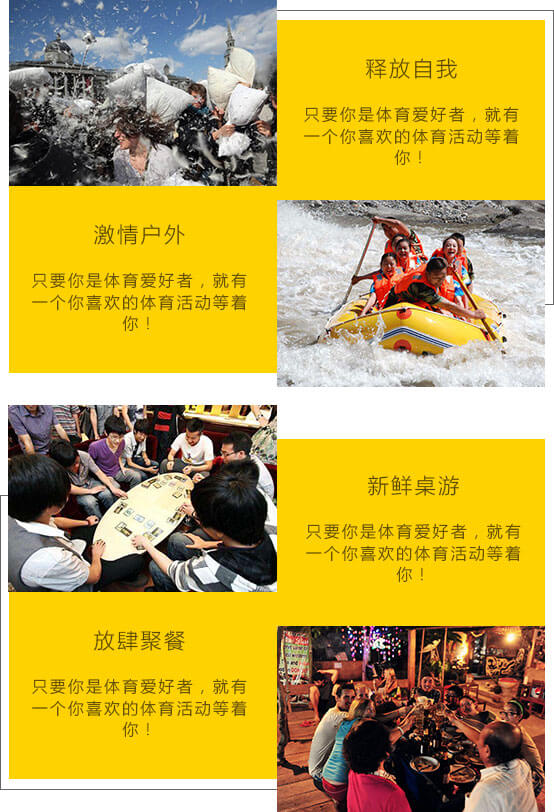 释放自我
只要你是体育爱好者，就有
一个你喜欢的体育活动等着
你！
激情户外
只要你是体育爱好者，就有
一个你喜欢的体育活动等着
你！
新鲜桌游
只要你是体育爱好者，就有
一个你喜欢的体育活动等着
你！
放肆聚餐
只要你是体育爱好者，就有
一个你喜欢的体育活动等着
你！